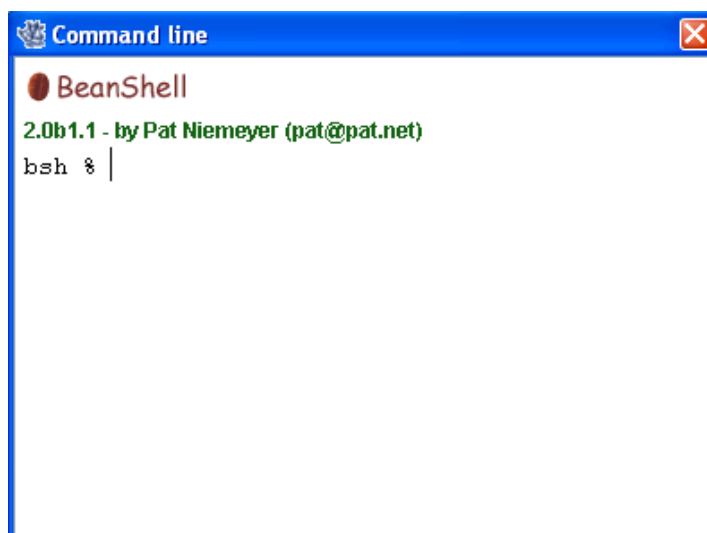 Command line
BeanShell
2.0b1.1 - by Pat Niemeyer (pat@pat.net)
bsh %